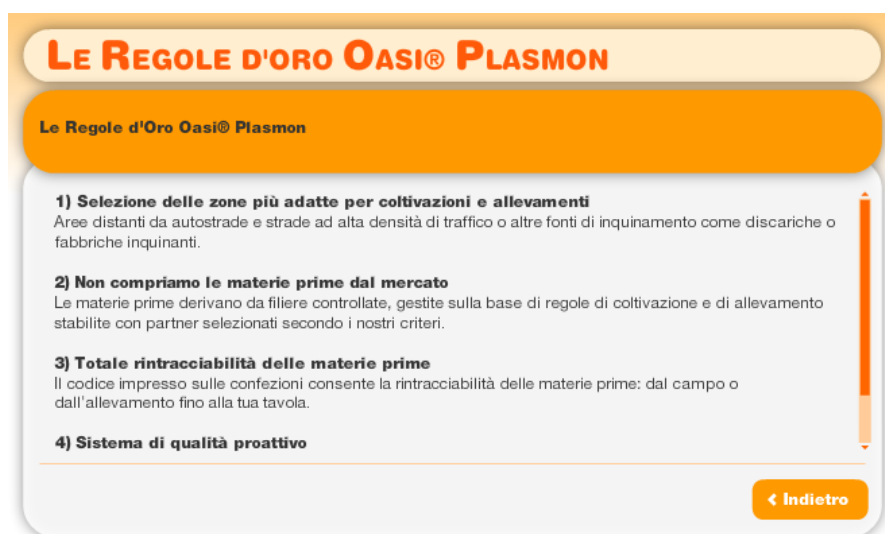 LE REGOLE D'ORO OASI® PLASMON
Le Regole d'Oro Oasi® Plasmon
1) Selezione delle zone più adatte per coltivazioni e allevamenti
Aree distanti da autostrade e strade ad alta densità di traffico o altre fonti di inquinamento come discariche o
fabbriche inquinanti.
2) Non compriamo le materie prime dal mercato
Le materie prime derivano da filiere controllate, gestite sulla base di regole di coltivazione e di allevamento
stabilite con partner selezionati secondo i nostri criteri.
3) Totale rintracciabilità delle materie prime
Il codice impresso sulle confezioni consente la rintracciabilità delle materie prime: dal campo o
dall'allevamento fino alla tua tavola.
4) Sistema di qualità proattivo
Indietro